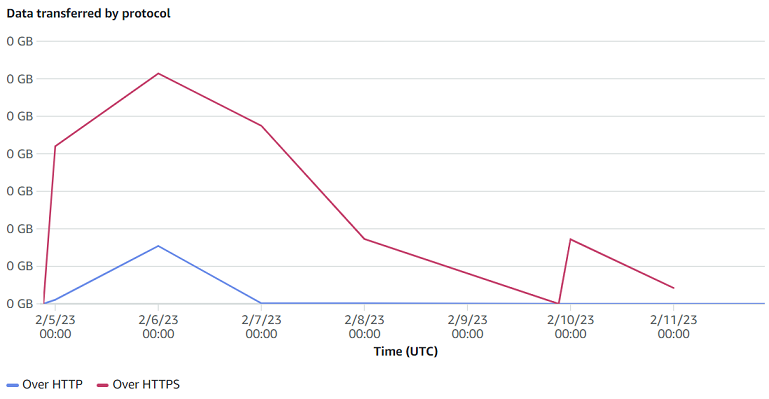 Data transferred by protocol
0 GB
0 GB
0 GB
0 GB
0 GB
0 GB
0 GB
0 GB
2/5/23 2/6/23 2/7/23 2/8/23 2/9/23 2/10/23 2/11/23
00:00 00:00 00:00 00:00 00:00 00:00 00:00
Time (UTC)
Over HTTP Over HTTPS